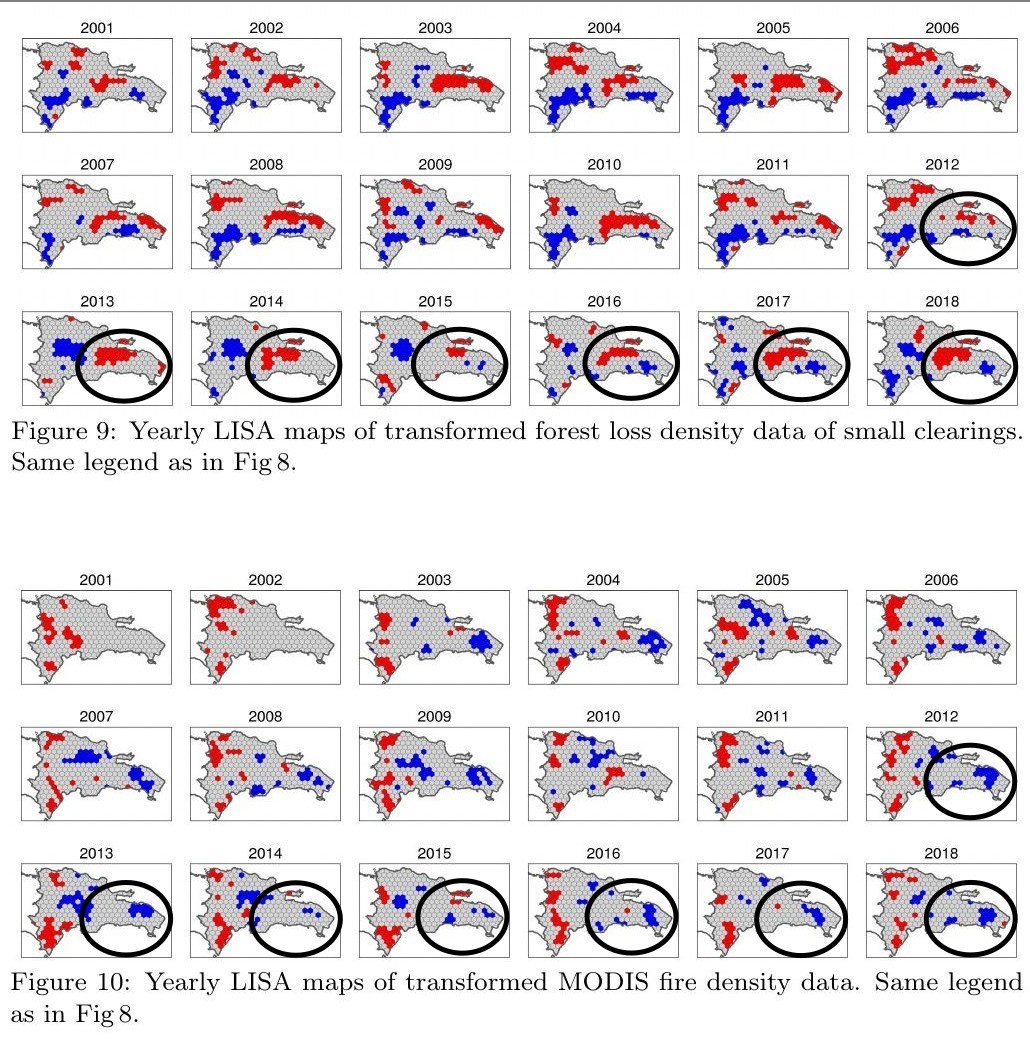 2001 2002 2003 2004 2005 2006
2007 2008 2009 2010 2011 2012
2013 2014 2015 2016 2017 2018
Figure 9: Yearly LISA maps of transformed forest loss density data of small clearings.
Same legend as in Fig 8.
2001 2002 2003 2004 2005 2006
2007 2008 2009 2010 2011 2012
2013 2014 2015 2016 2017 2018
Figure 10: Yearly LISA maps of transformed MODIS fire density data. Same legend
as in Fig 8.